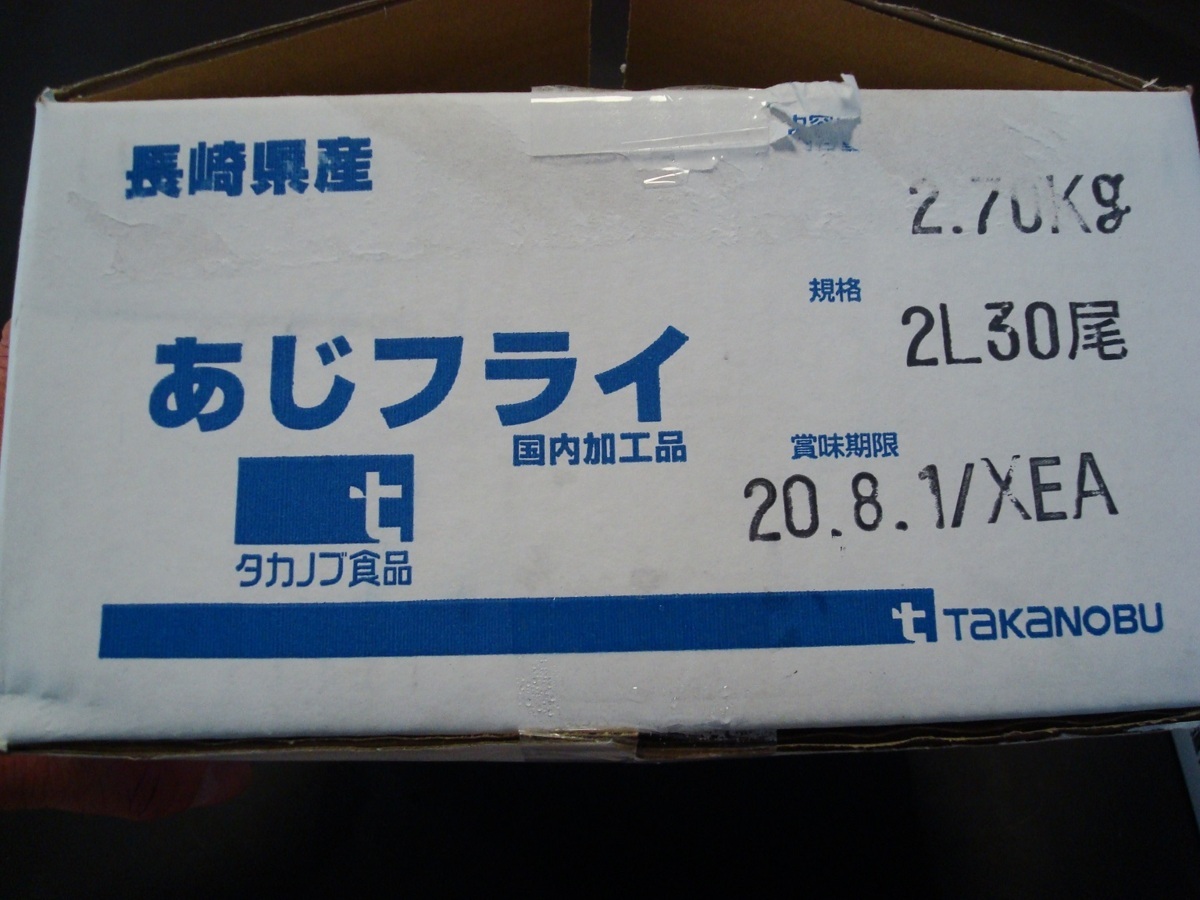 長崎県産
2.70Kg
規格
2L30尾
あじフライ
国内加工品
賞味期限
20.8.1/XEA
t
タカノブ食品
t TAKANOBU